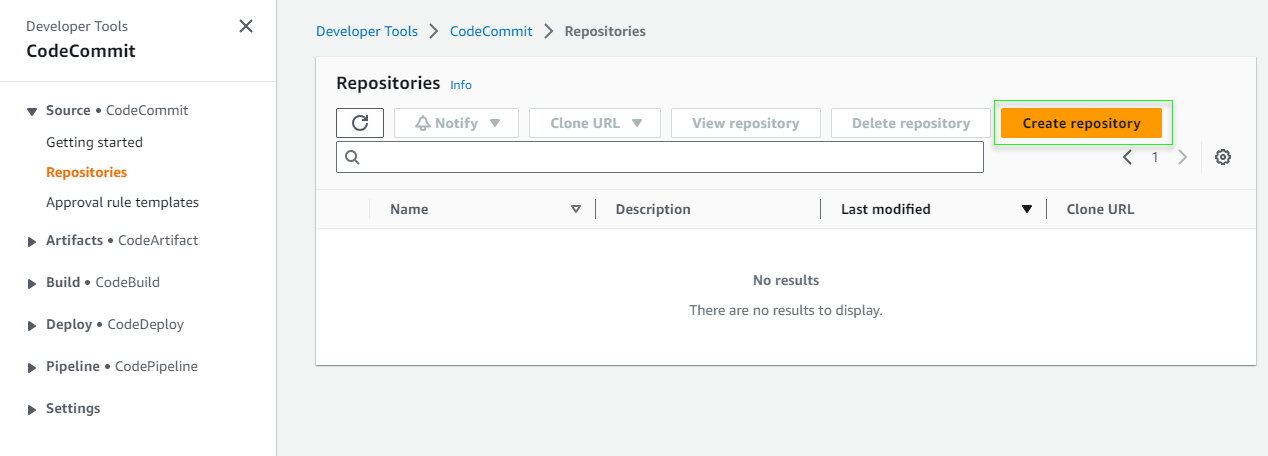 Developer Tools
CodeCommit
Source • CodeCommit
Getting started
Repositories
Approval rule templates
Artifacts • CodeArtifact
Build • CodeBuild
Deploy • CodeDeploy
Pipeline • CodePipeline
Settings
Developer Tools > CodeCommit > Repositories
Repositories Info
Notify Clone URL View repository Delete repository Create repository
1
Name Description Last modified Clone URL
No results
There are no results to display.